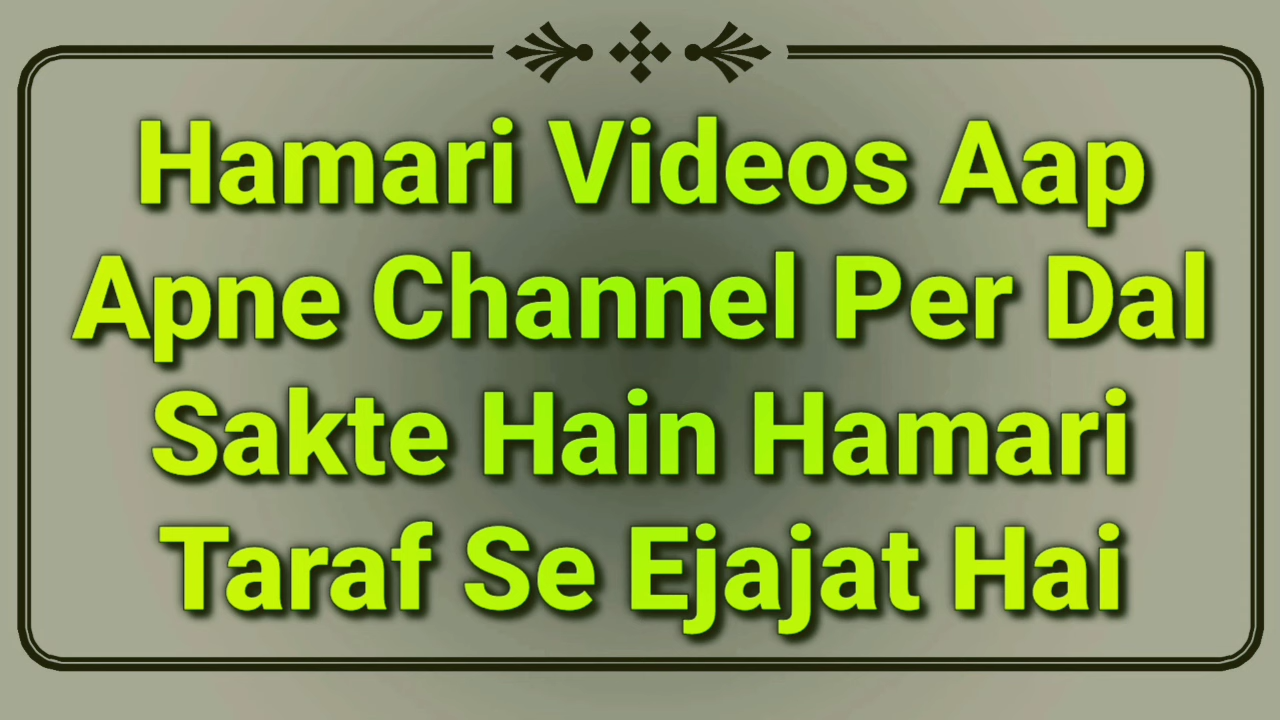 Hamari Videos Aap
Apne Channel Per Dal
Sakte Hain Hamari
Taraf Se Ejajat Hai